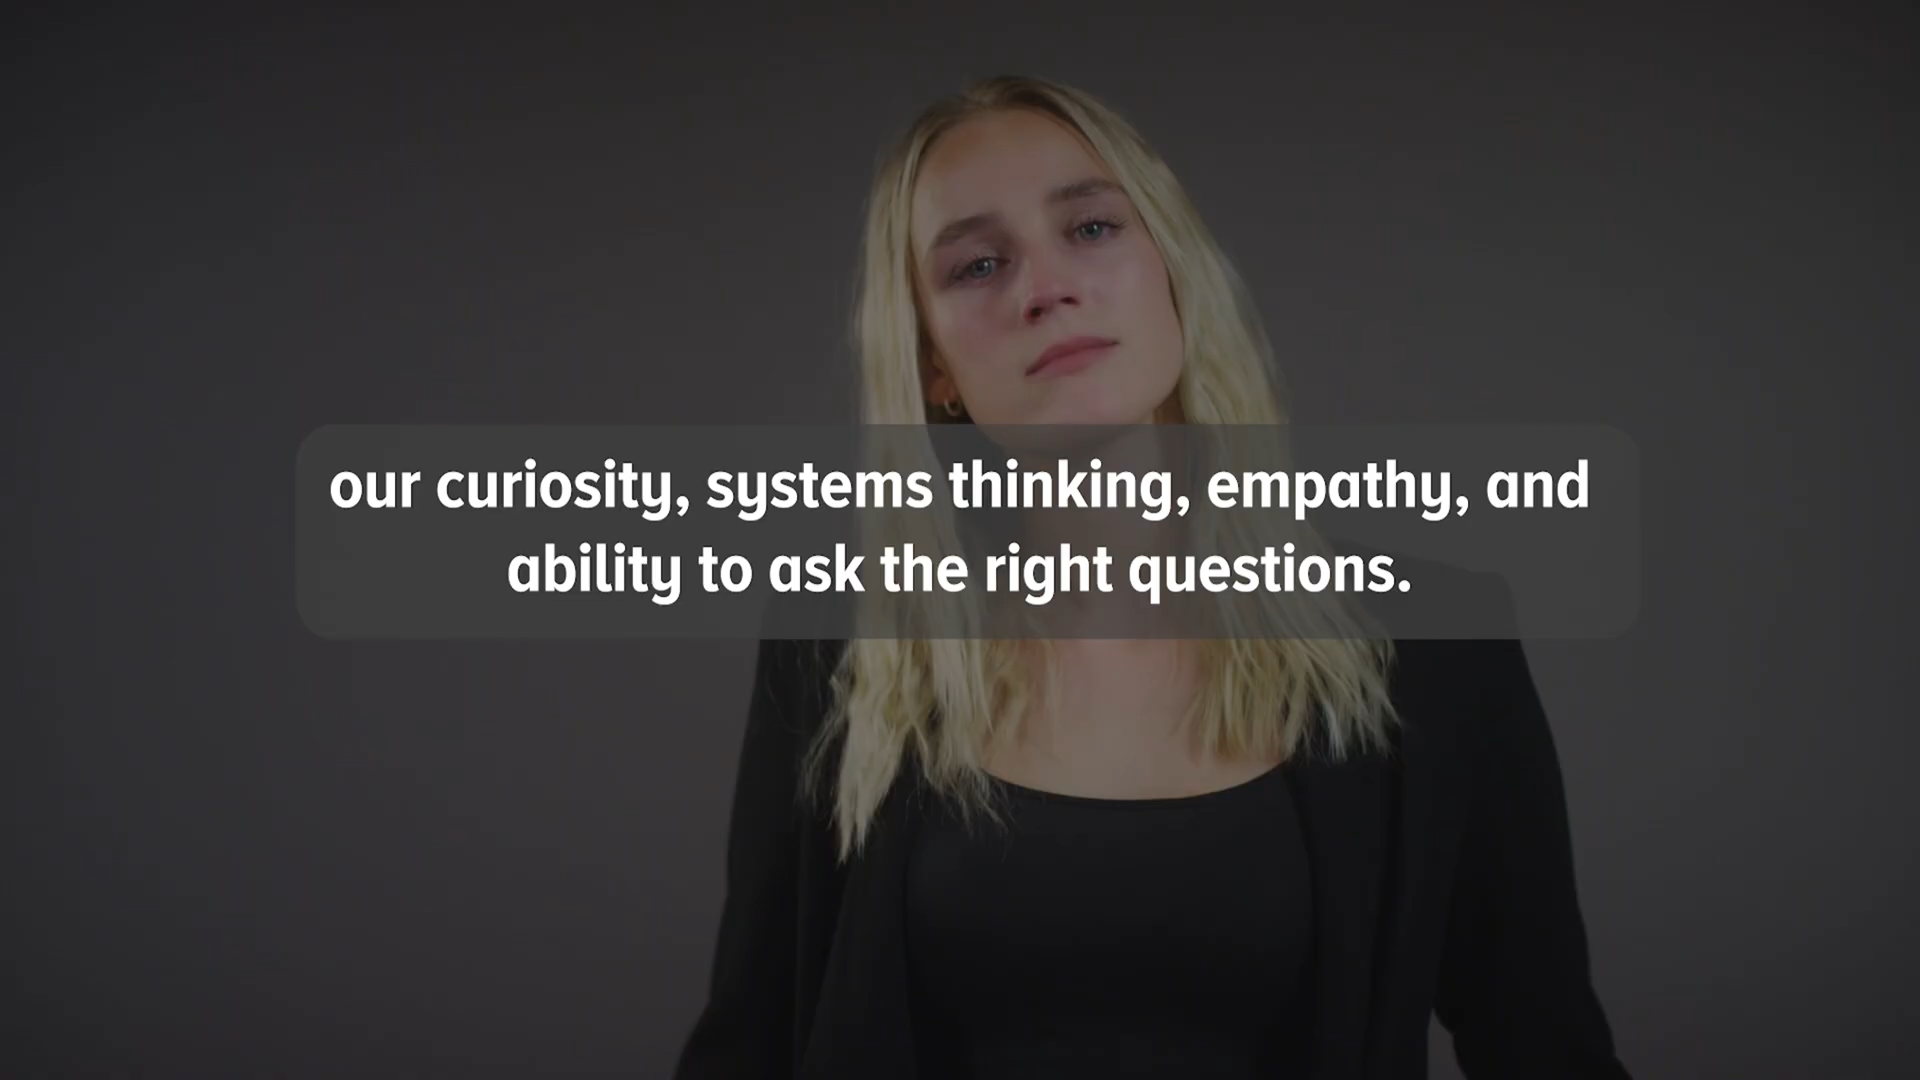 our curiosity, systems thinking, empathy, and
ability to ask the right questions.